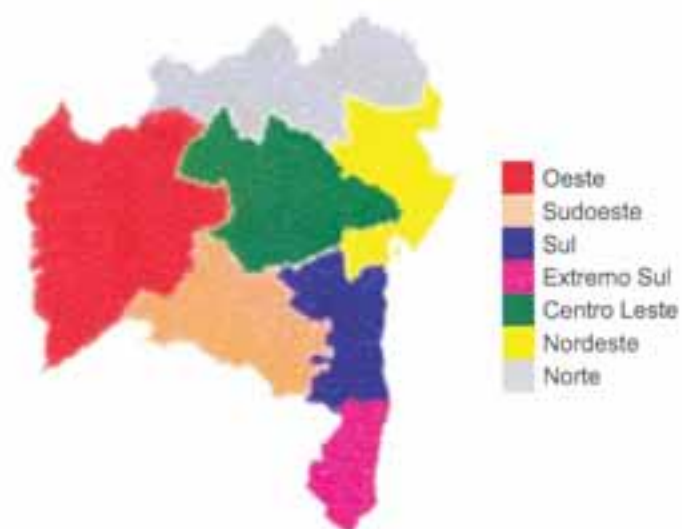 Oeste
Sudoeste
Sul
Extremo Sul
Centro Leste
Nordeste
Norte